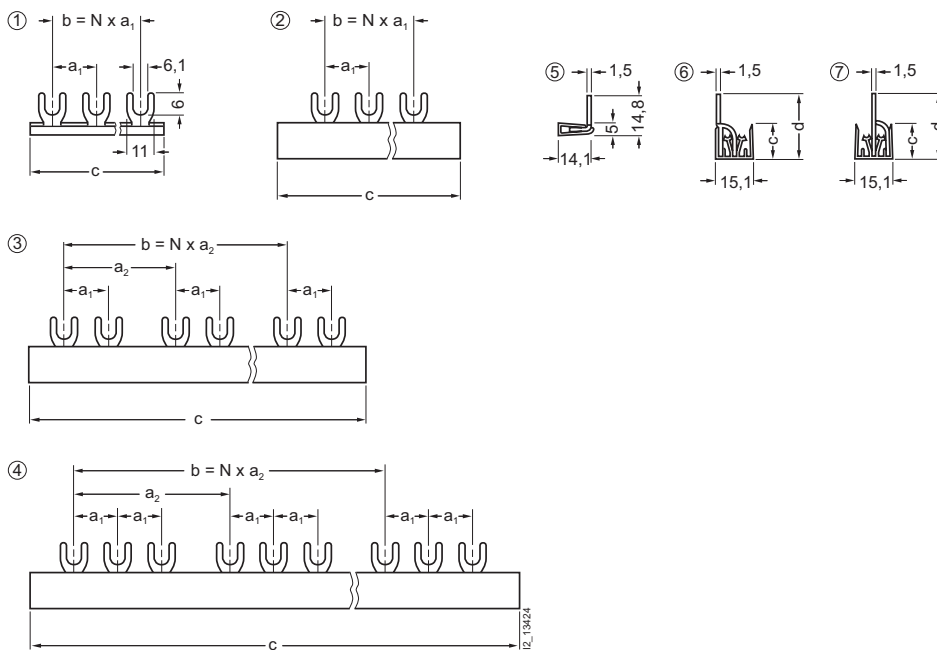 ① b = N x a₁
a₁
6,1
6
11
c
② b = N x a₁
a₁
c
⑤ 1,5
14,8
5
14,1
⑥ 1,5
d
c
15,1
⑦ 1,5
d
c
15,1
③ b = N x a₂
a₂
a₁ a₁ a₁
c
④ b = N x a₂
a₂
a₁ a₁ a₁ a₁ a₁ a₁
c
I2_13424